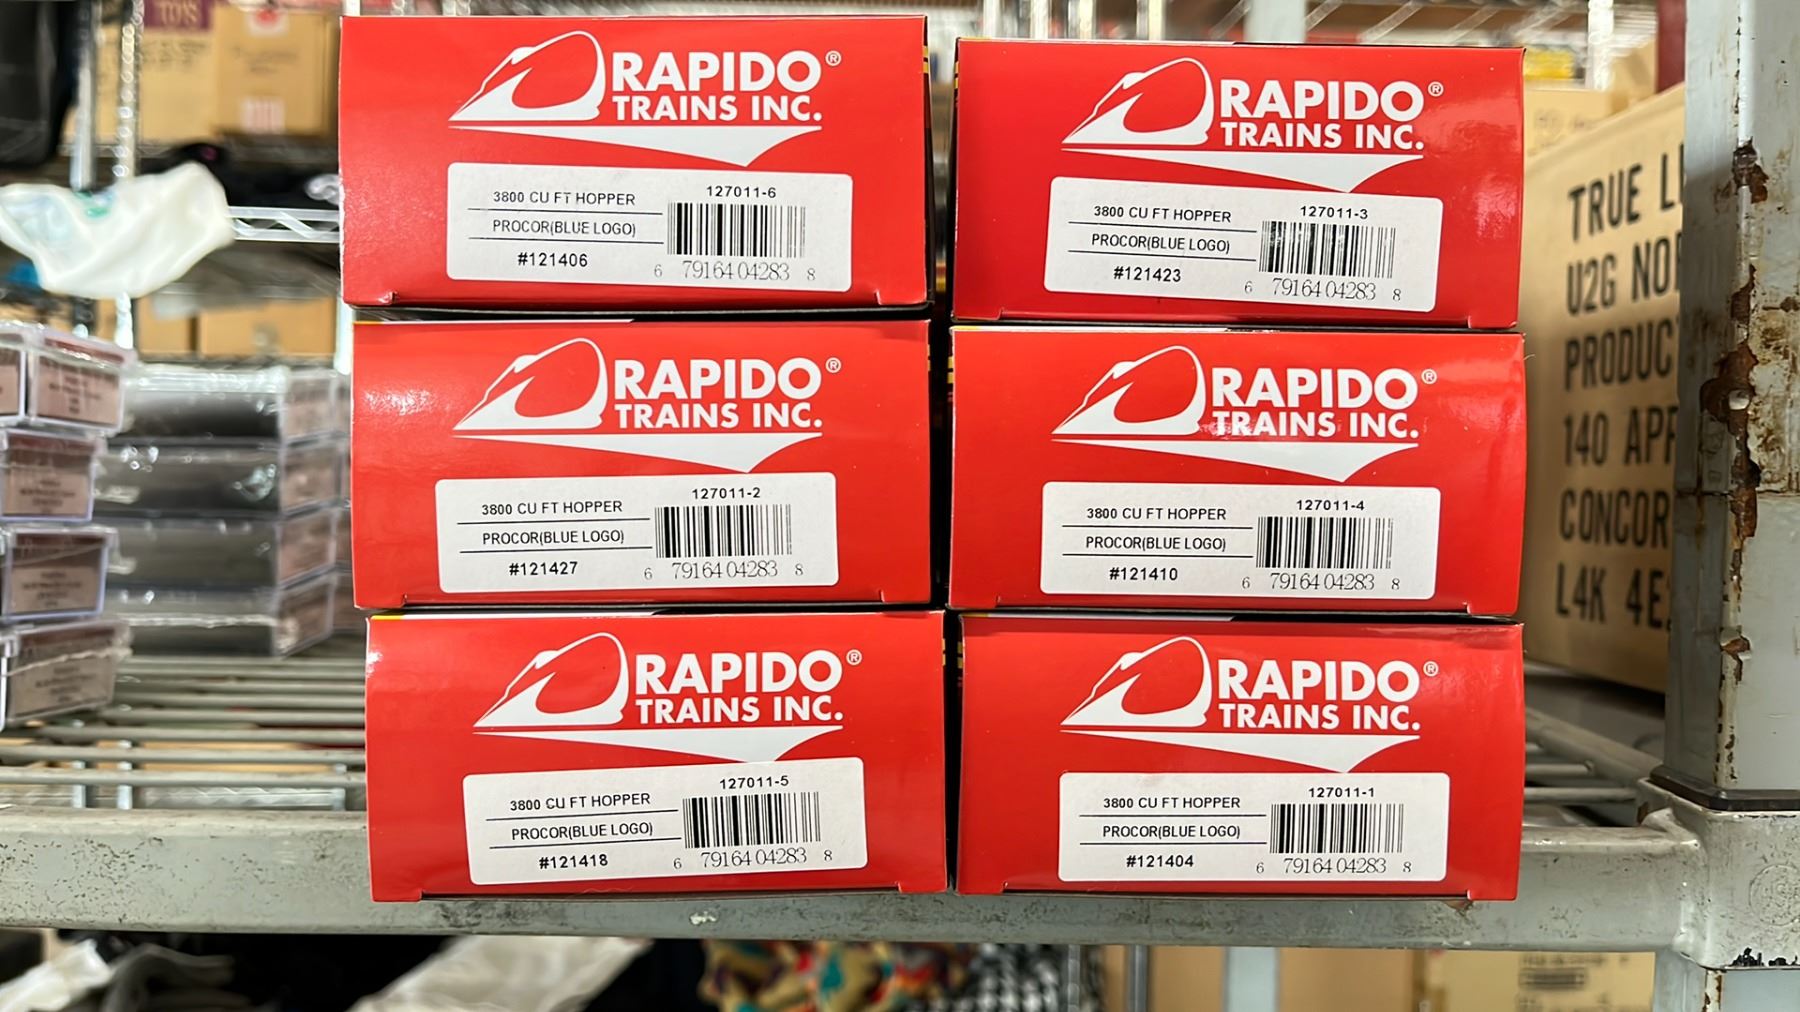 TOYS
RAPIDO®
TRAINS INC.
3800 CU FT HOPPER
127011-6
PROCOR(BLUE LOGO)
#121406
6 79164 04283 8
RAPIDO®
TRAINS INC.
3800 CU FT HOPPER
127011-3
PROCOR(BLUE LOGO)
#121423
6 79164 04283 8
RAPIDO®
TRAINS INC.
3800 CU FT HOPPER
127011-2
PROCOR(BLUE LOGO)
#121427
6 79164 04283 8
RAPIDO®
TRAINS INC.
3800 CU FT HOPPER
127011-4
PROCOR(BLUE LOGO)
#121410
6 79164 04283 8
RAPIDO®
TRAINS INC.
3800 CU FT HOPPER
127011-5
PROCOR(BLUE LOGO)
#121418
6 79164 04283 8
RAPIDO®
TRAINS INC.
3800 CU FT HOPPER
127011-1
PROCOR(BLUE LOGO)
#121404
6 79164 04283 8
TRUE
U2G
PRODUC
140
CONCOR
L4K